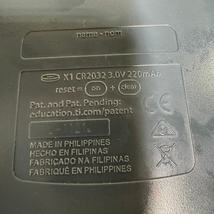 name - nom
X1 CR2032 3.0V 220mAh
reset = on + clear
Pat. and Pat. Pending:
education.ti.com/patent
MADE IN PHILIPPINES
HECHO EN FILIPINAS
FABRICADO NA FILIPINAS
FABRIQUÉ EN PHILIPPINES